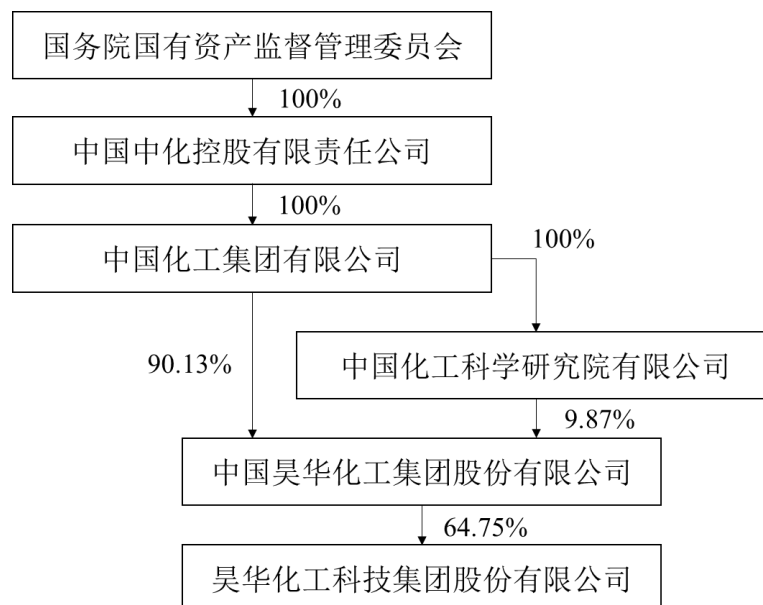 国务院国有资产监督管理委员会
100%
中国中化控股有限责任公司
100%
中国化工集团有限公司
100%
90.13%
中国化工科学研究院有限公司
9.87%
中国昊华化工集团股份有限公司
64.75%
昊华化工科技集团股份有限公司